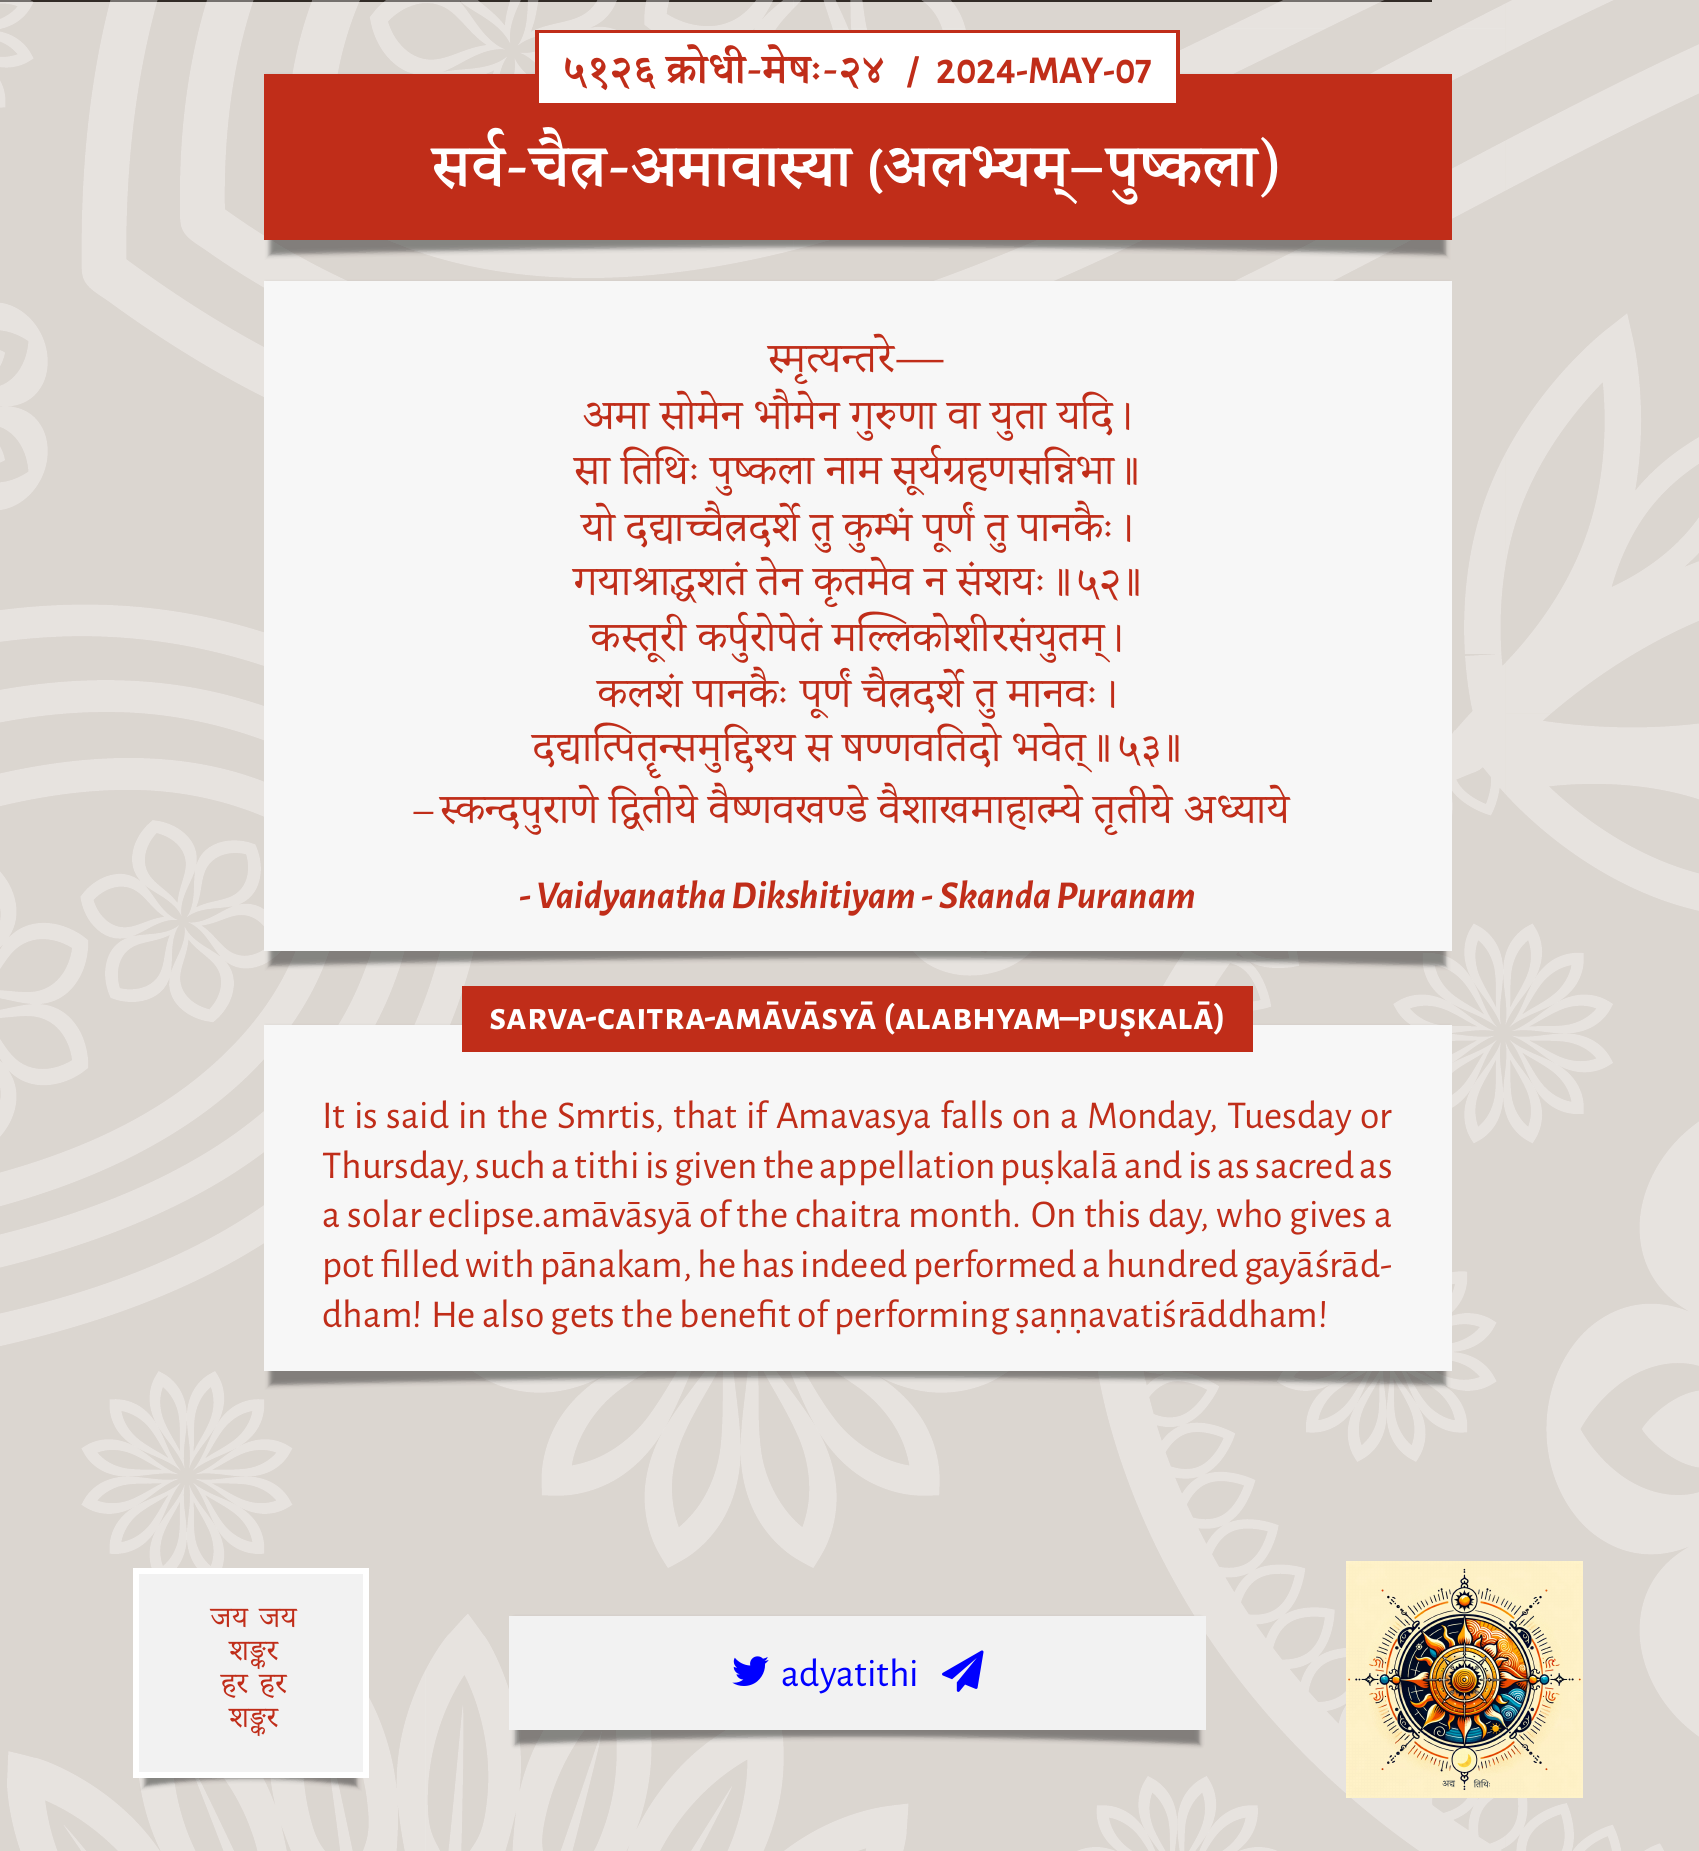 ५१२६ क्रोधी-मेषः-२४ / 2024-MAY-07
सर्व-चैत्र-अमावास्या (अलभ्यम्–पुष्कला)
स्मृत्यन्तरे—
अमा सोमेन भौमेन गुरुणा वा युता यदि।
सा तिथिः पुष्कला नाम सूर्यग्रहणसन्निभा॥
यो दद्याच्चैत्रदर्शे तु कुम्भं पूर्णं तु पानकैः।
गयाश्राद्धशतं तेन कृतमेव न संशयः॥५२॥
कस्तूरी कर्पुरोपेतं मल्लिकोशीरसंयुतम्।
कलशं पानकैः पूर्णं चैत्रदर्शे तु मानवः।
दद्यात्पितॄन्समुद्दिश्य स षण्णवतिदो भवेत्॥५३॥
–स्कन्दपुराणे द्वितीये वैष्णवखण्डे वैशाखमाहात्म्ये तृतीये अध्याये
- Vaidyanatha Dikshitiyam - Skanda Puranam
SARVA-CAITRA-AMĀVĀSYĀ (ALABHYAM–PUṢKALĀ)
It is said in the Smrtis, that if Amavasya falls on a Monday, Tuesday or
Thursday, such a tithi is given the appellation puṣkalā and is as sacred as
a solar eclipse.amāvāsyā of the chaitra month. On this day, who gives a
pot filled with pānakam, he has indeed performed a hundred gayāśrād-
dham! He also gets the benefit of performing ṣaṇṇavatiśrāddham!
जय जय
शङ्कर
हर हर
शङ्कर
adyatithi
अद्य तिथिः